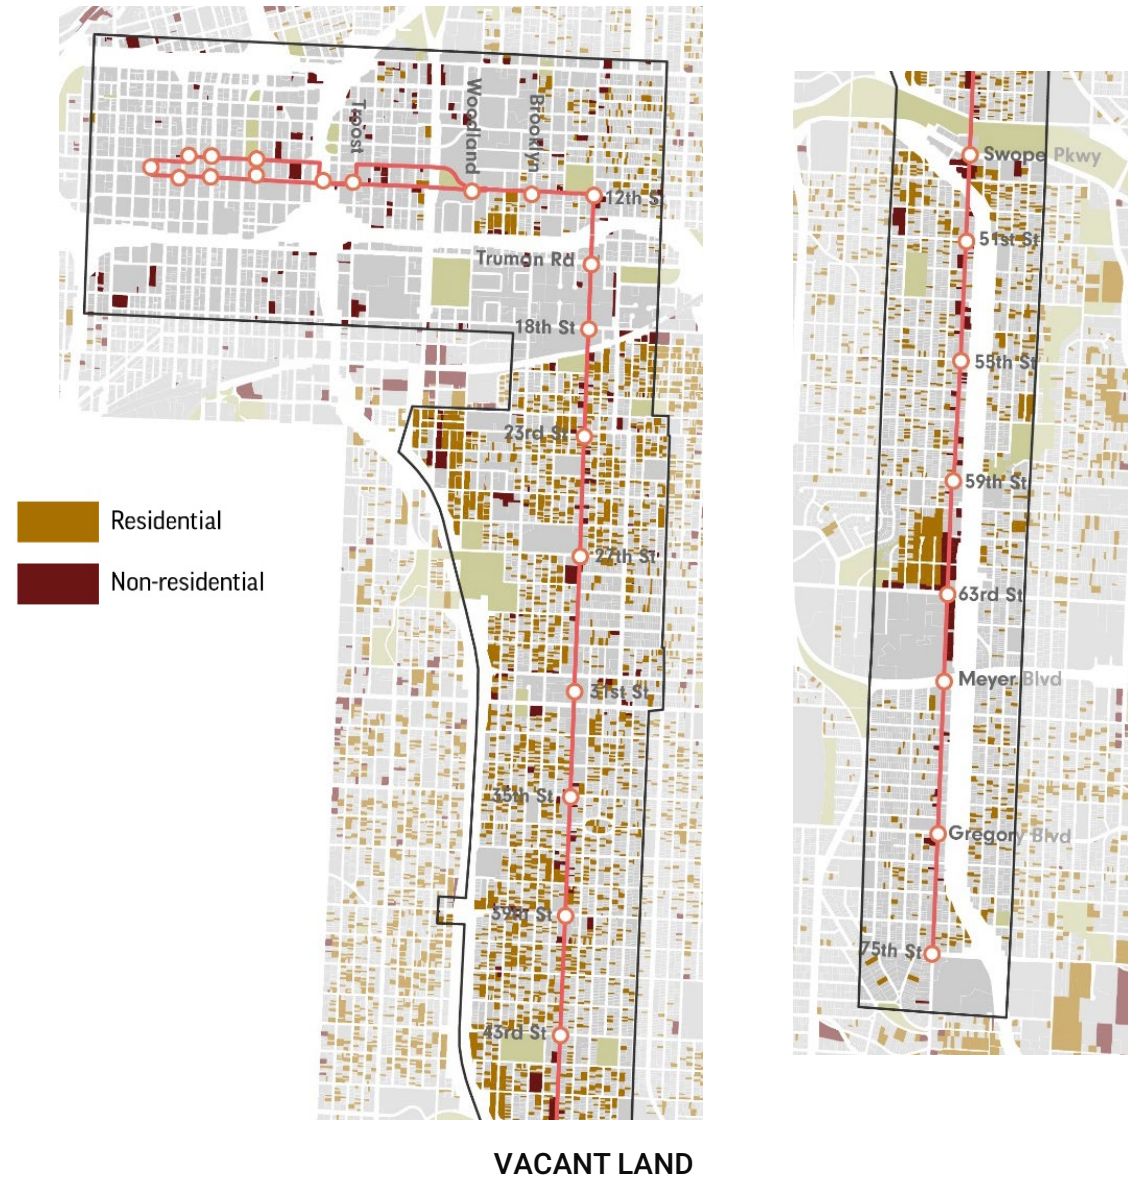 Troost
Woodland
Brooklyn
12th St
Truman Rd
18th St
23rd St
27th St
31st St
35th St
39th St
43rd St
Residential
Non-residential
Swope Pkwy
51st St
55th St
59th St
63rd St
Meyer Blvd
Gregory Blvd
75th St
VACANT LAND